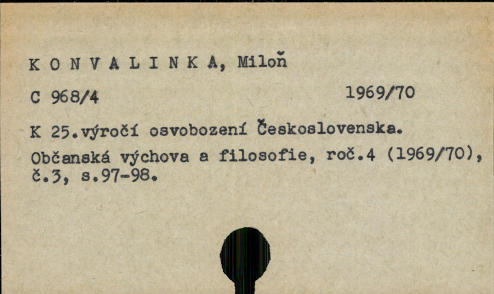 K O N V A L I N K A, Miloň
C 968/4 1969/70
K 25.výročí osvobození Československa.
Občanská výchova a filosofie, roč.4 (1969/70),
č.3, s.97-98.